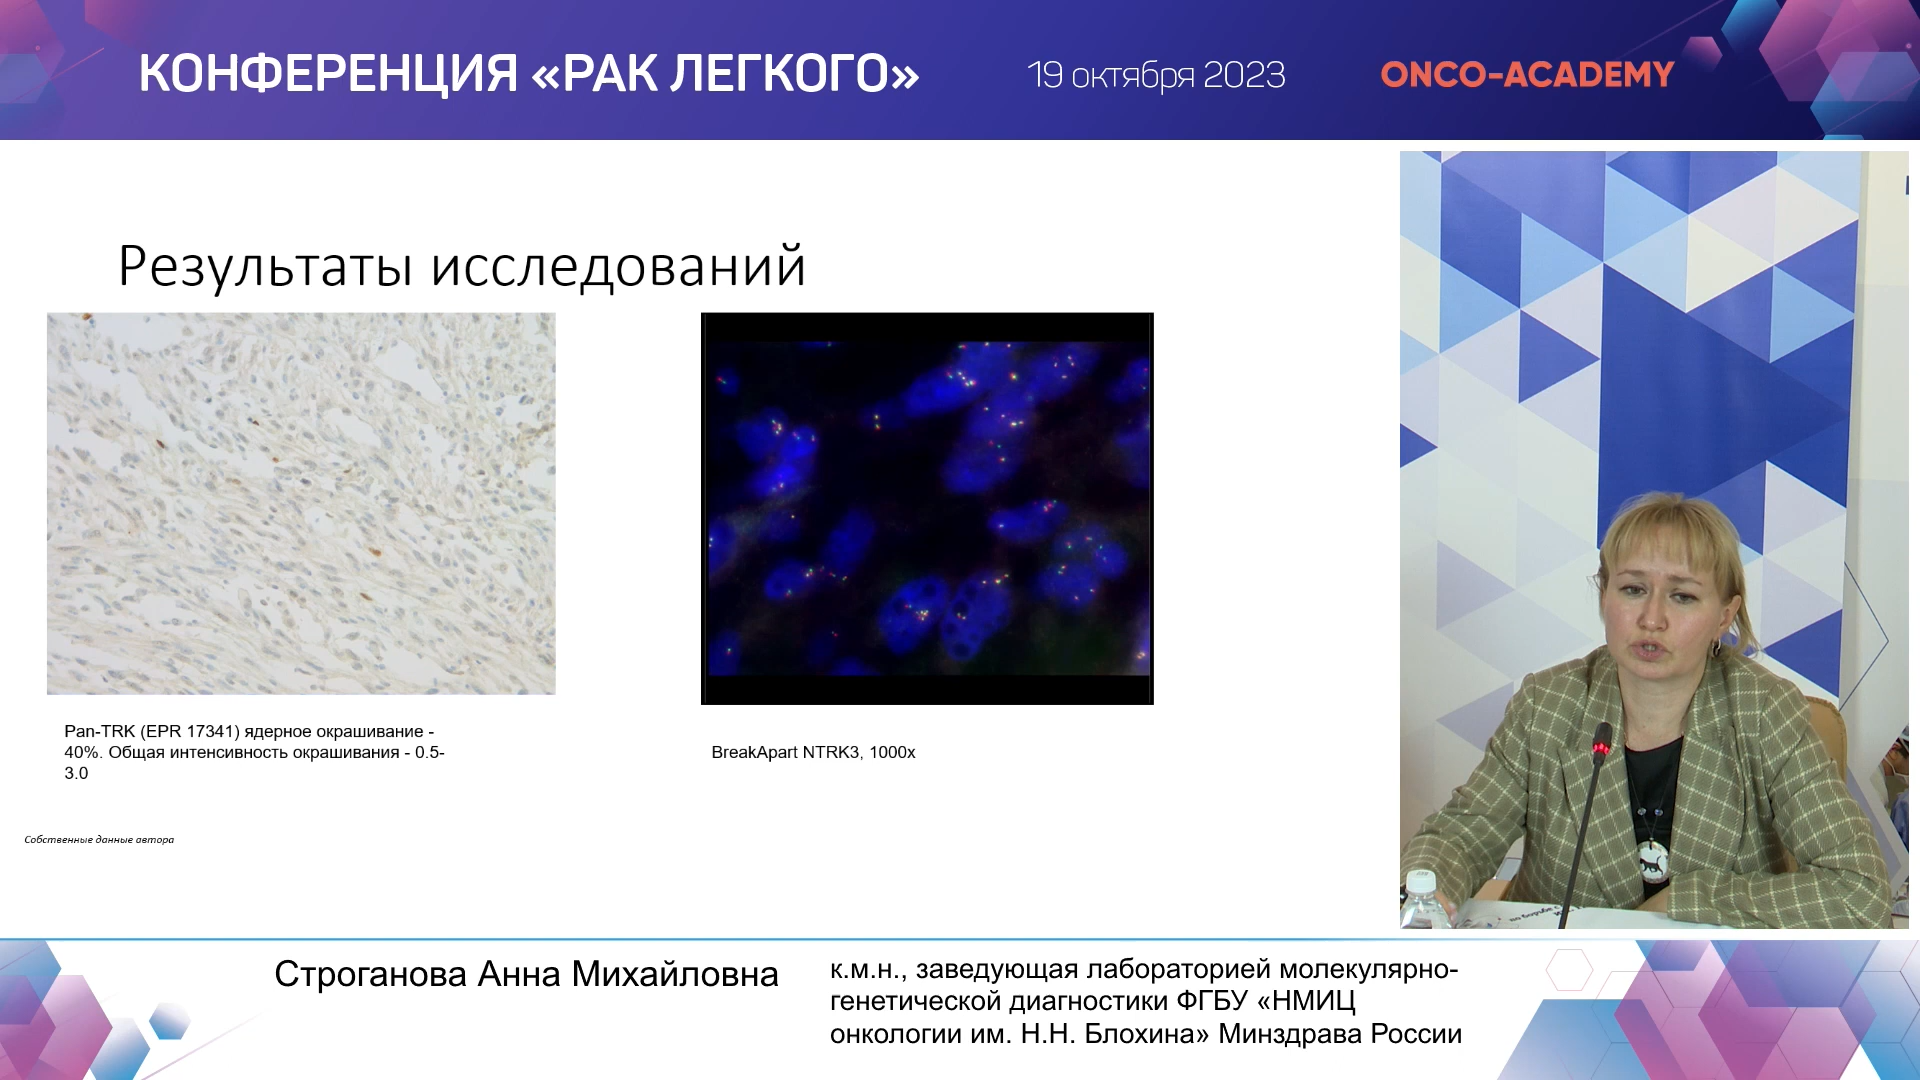 КОНФЕРЕНЦИЯ «РАК ЛЕГКОГО»
19 октября 2023
ONCO-ACADEMY
Результаты исследований
Pan-TRK (EPR 17341) ядерное окрашивание -
40%. Общая интенсивность окрашивания - 0.5-
3.0
BreakApart NTRK3, 1000x
Собственные данные автора
Строганова Анна Михайловна
к.м.н., заведующая лабораторией молекулярно-
генетической диагностики ФГБУ «НМИЦ
онкологии им. Н.Н. Блохина» Минздрава России